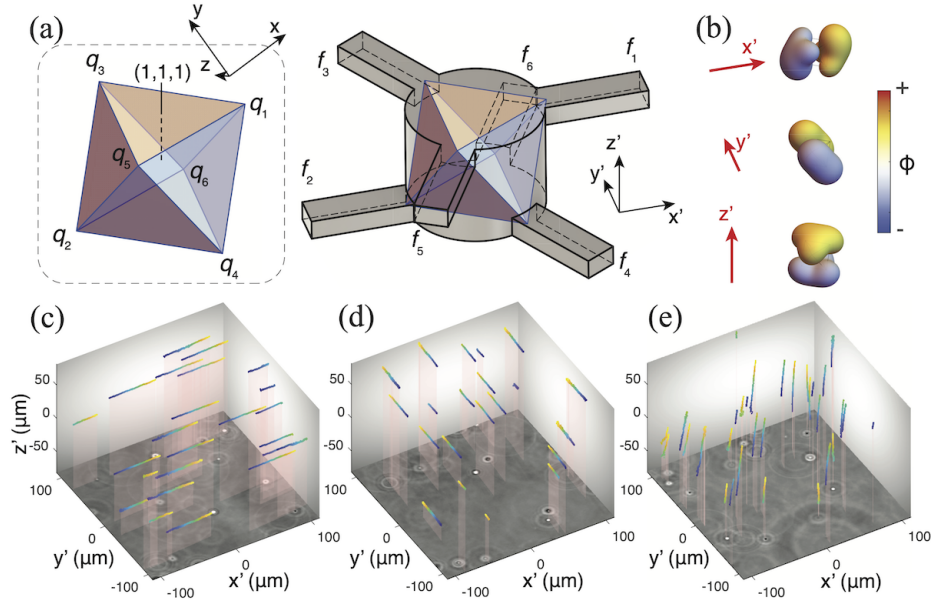 (a)
y
x
z
q3
(1,1,1)
q1
q5
q6
q2
q4
f3
f6
f1
f2
f5
f4
z'
y'
x'
(b)
x'
y'
z'
+
ϕ
-
(c)
(d)
(e)
z' (μm)
50
0
-50
100
0
-100
y' (μm)
-100
0
100
x' (μm)
50
0
-50
100
0
-100
y' (μm)
-100
0
100
x' (μm)
50
0
-50
100
0
-100
y' (μm)
-100
0
100
x' (μm)